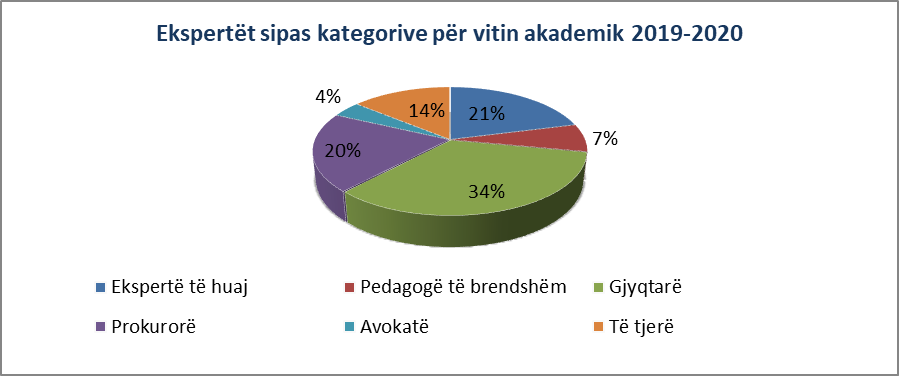 Ekspertët sipas kategorive për vitin akademik 2019-2020
4%
14%
21%
7%
20%
34%
Ekspertë të huaj
Pedagogë të brendshëm
Gjyqtarë
Prokurorë
Avokatë
Të tjerë